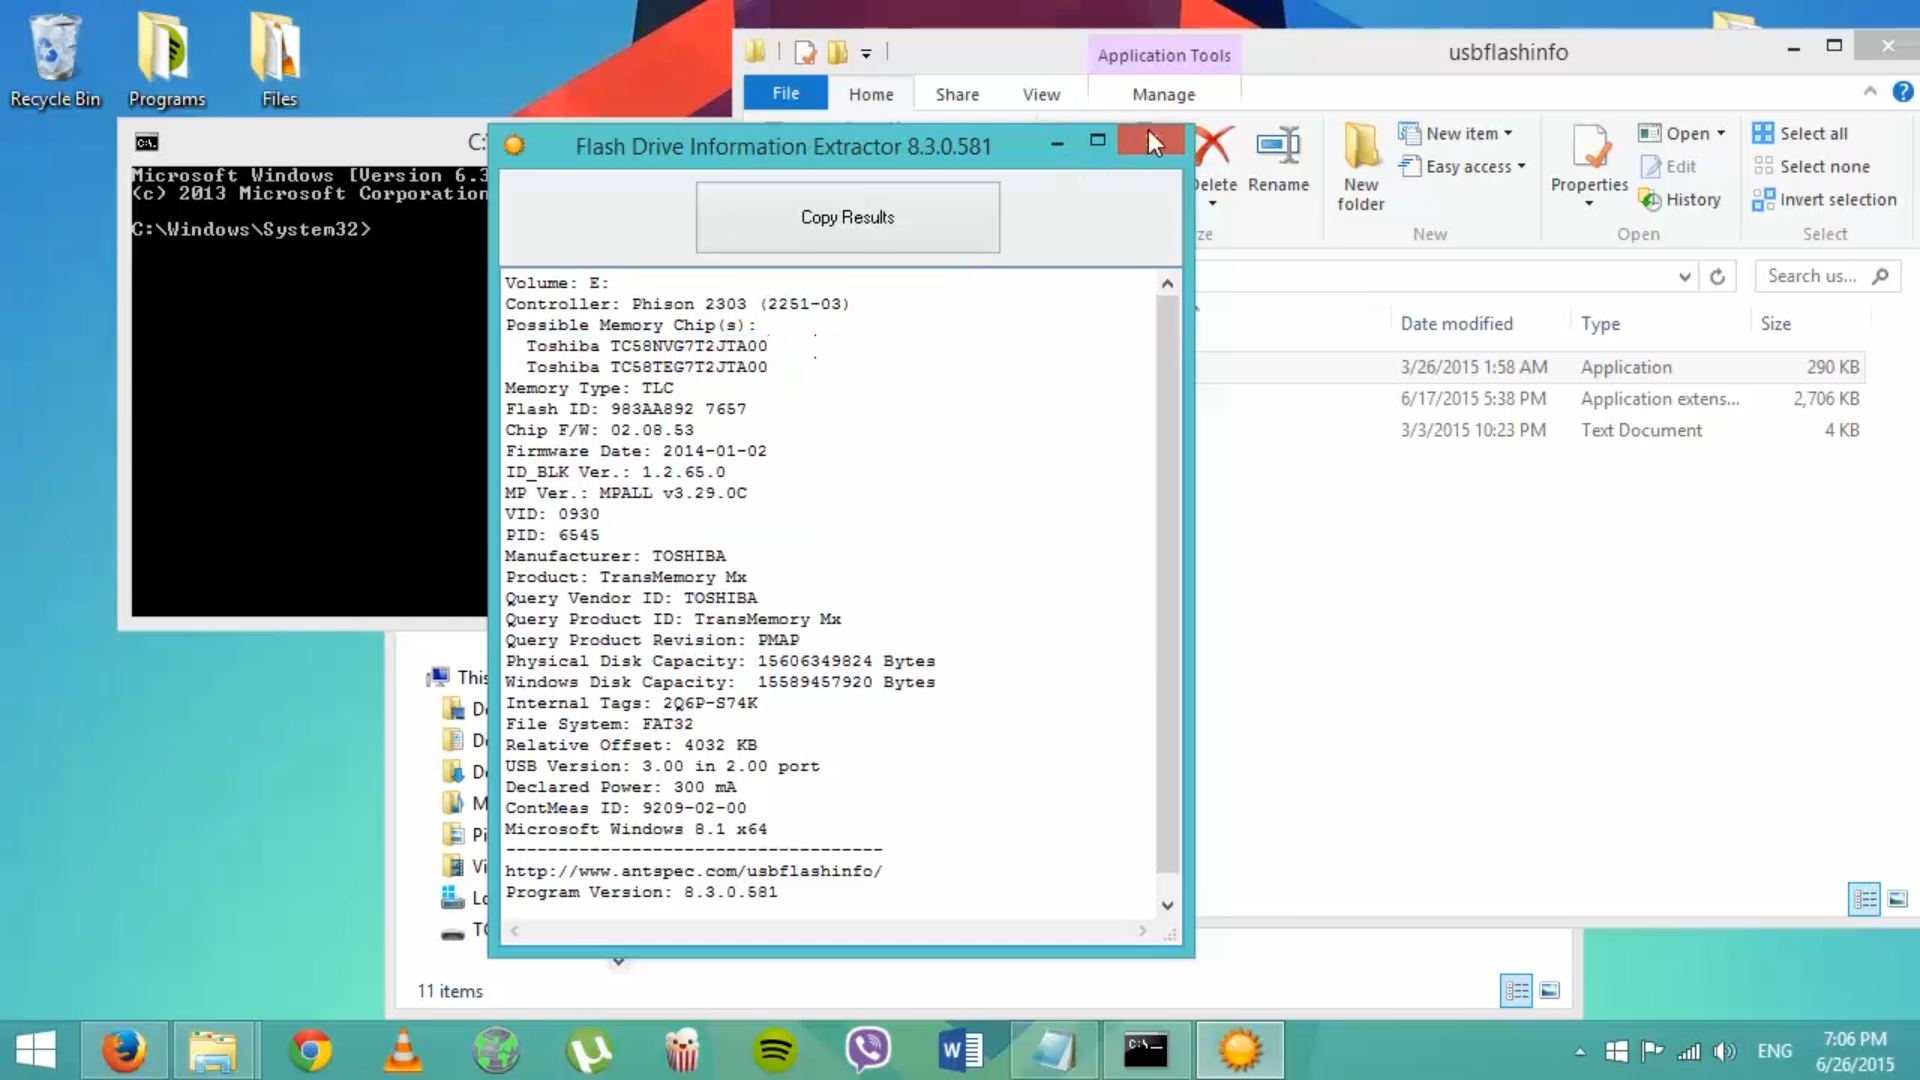 Recycle Bin
Programs
Files
Application Tools
usbflashinfo
File
Home
Share
View
Manage
C:
Microsoft Windows [Version 6.3
(c) 2013 Microsoft Corporation
C:\Windows\System32>
Flash Drive Information Extractor 8.3.0.581
Copy Results
Volume: E:
Controller: Phison 2303 (2251-03)
Possible Memory Chip(s):
Toshiba TC58NVG7T2JTA00
Toshiba TC58TEG7T2JTA00
Memory Type: TLC
Flash ID: 983AA892 7657
Chip F/W: 02.08.53
Firmware Date: 2014-01-02
ID_BLK Ver.: 1.2.65.0
MP Ver.: MPALL v3.29.0C
VID: 0930
PID: 6545
Manufacturer: TOSHIBA
Product: TransMemory Mx
Query Vendor ID: TOSHIBA
Query Product ID: TransMemory Mx
Query Product Revision: PMAP
Physical Disk Capacity: 15606349824 Bytes
Windows Disk Capacity: 15589457920 Bytes
Internal Tags: 2Q6P-S74K
File System: FAT32
Relative Offset: 4032 KB
USB Version: 3.00 in 2.00 port
Declared Power: 300 mA
ContMeas ID: 9209-02-00
Microsoft Windows 8.1 x64
------------------------------------
http://www.antspec.com/usbflashinfo/
Program Version: 8.3.0.581
elete
Rename
New folder
New item
Easy access
Properties
Open
Edit
History
Select all
Select none
Invert selection
ze
New
Open
Select
Search us...
Date modified
Type
Size
3/26/2015 1:58 AM Application 290 KB
6/17/2015 5:38 PM Application extens... 2,706 KB
3/3/2015 10:23 PM Text Document 4 KB
This
De
D
D
M
Pi
Vi
Lo
TO
11 items
C:\
W
ENG
7:06 PM
6/26/2015